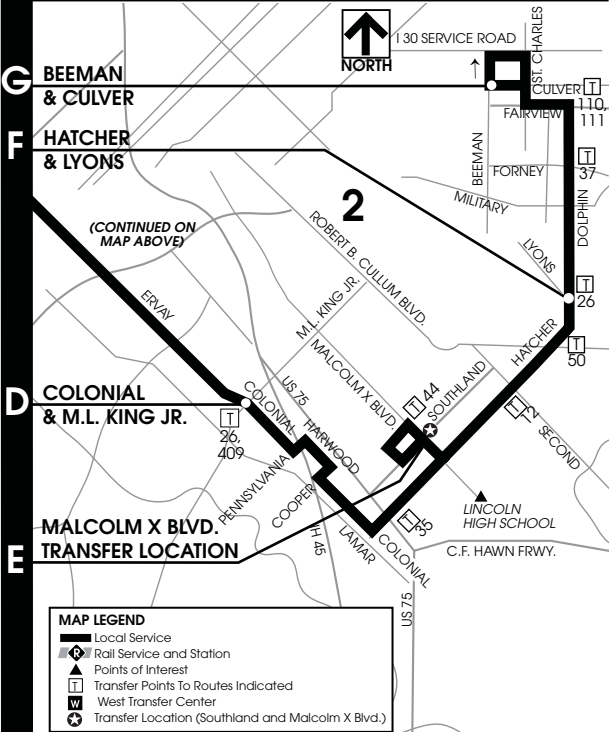 I 30 SERVICE ROAD
ST. CHARLES
NORTH
G
BEEMAN
& CULVER
CULVER
T
110,
111
FAIRVIEW
F
HATCHER
& LYONS
T
37
BEEMAN
FORNEY
MILITARY
DOLPHIN
2
(CONTINUED ON
MAP ABOVE)
ROBERT B. CULLUM BLVD.
LYONS
T
26
ERVAY
M.L. KING JR.
MALCOLM X BLVD.
HATCHER
T
50
D
COLONIAL
& M.L. KING JR.
T
26,
409
COLONIAL
US 75
HARWOOD
T 44
SOUTHLAND
T 12
SECOND
PENNSYLVANIA
COOPER
LINCOLN
HIGH SCHOOL
E
MALCOLM X BLVD.
TRANSFER LOCATION
IH 45
LAMAR
T 35
COLONIAL
C.F. HAWN FRWY.
US 75
MAP LEGEND
Local Service
R Rail Service and Station
Points of Interest
T Transfer Points To Routes Indicated
W West Transfer Center
Transfer Location (Southland and Malcolm X Blvd.)